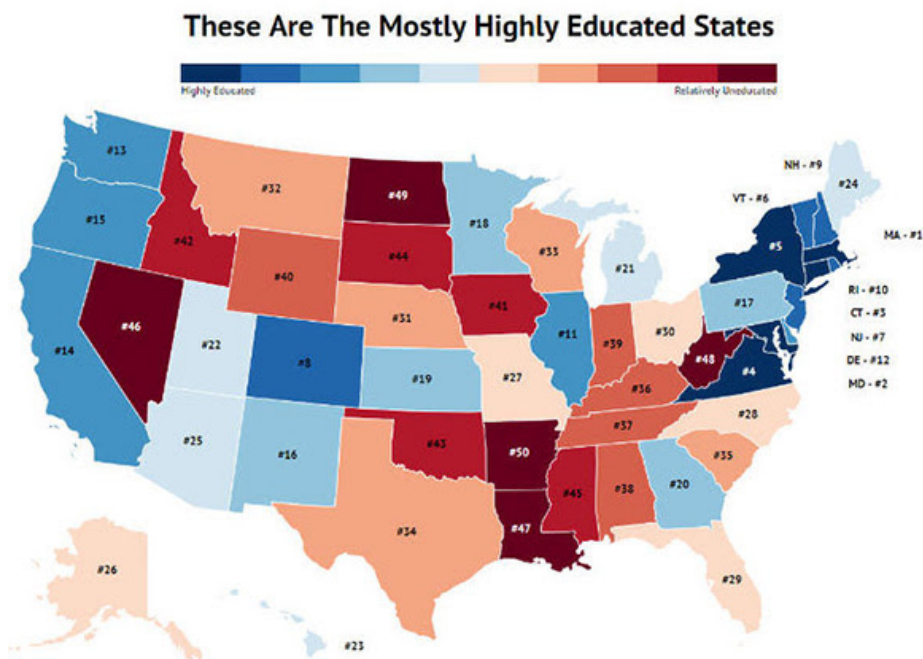 These Are The Mostly Highly Educated States
Highly Educated Relatively Uneducated
NH - #9
#13 #24
VT - #6
#32 #49 #18
#15 #5 MA - #1
#42 #44 #33
#21
#40 RI - #10
#41 #17
#46 #31 #30 CT - #3
#14 #22 #8 #11 #39 NJ - #7
#19 #27 #48 #4 DE - #12
#36 MD - #2
#25 #16 #43 #37 #28
#50 #35
#45 #38 #20
#34 #47
#26 #29
#23